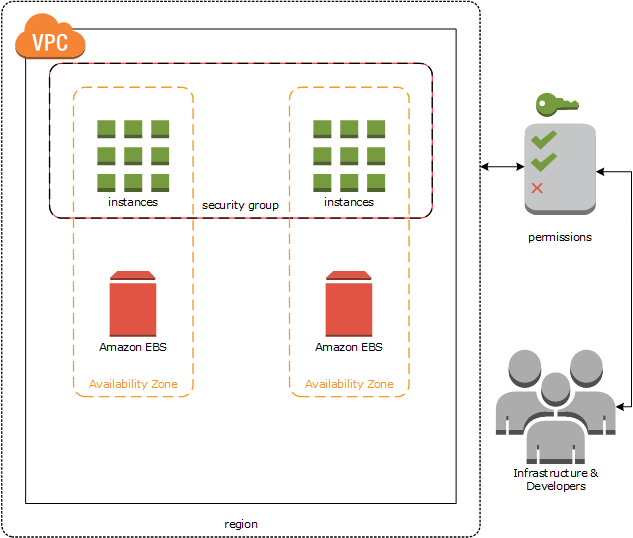 VPC
instances
security group
instances
permissions
Amazon EBS
Amazon EBS
Availability Zone
Availability Zone
Infrastructure &
Developers
region